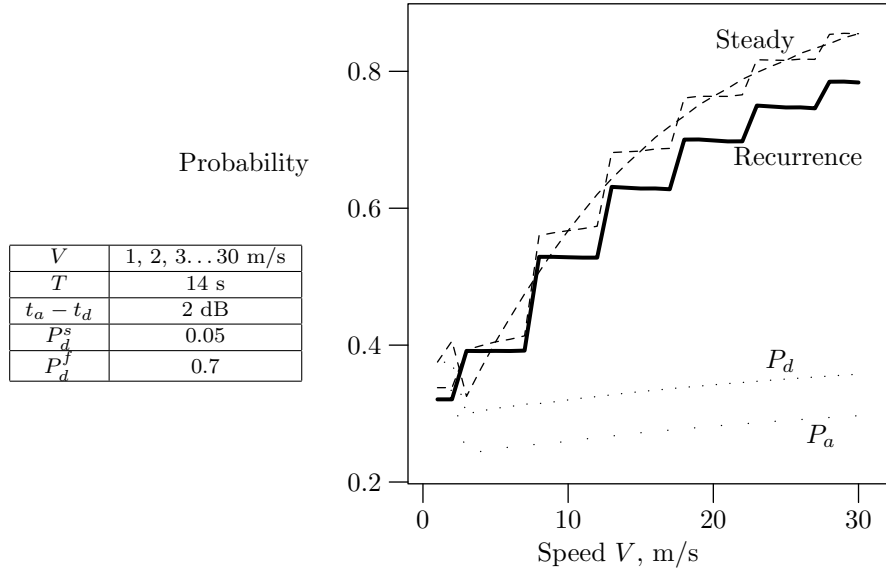 Steady
0.8
Probability
Recurrence
V 1, 2, 3...30 m/s
T 14 s
t_a − t_d 2 dB
P_d^s 0.05
P_d^f 0.7
0.6
0.4
P_d
P_a
0.2
0 10 20 30
Speed V, m/s